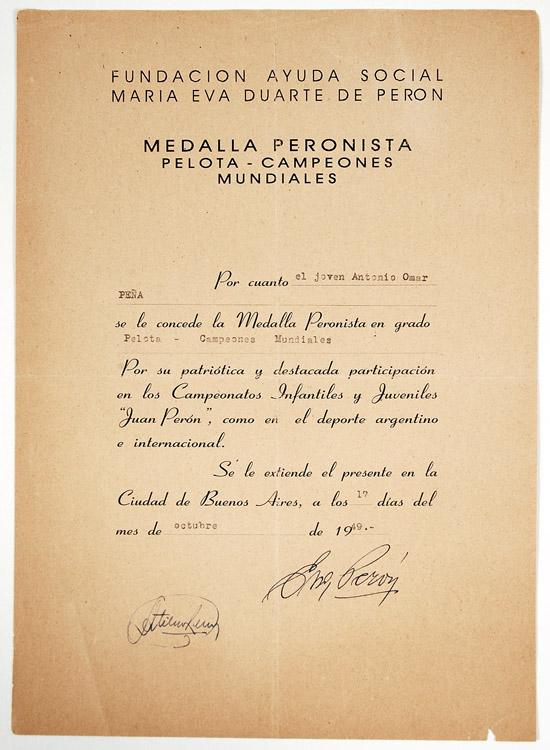 FUNDACION AYUDA SOCIAL
MARIA EVA DUARTE DE PERON
MEDALLA PERONISTA
PELOTA - CAMPEONES
MUNDIALES
Por cuanto el joven Antonio Omar
PEÑA
se le concede la Medalla Peronista en grado
Pelota - Campeones Mundiales
Por su patriótica y destacada participación
en los Campeonatos Infantiles y Juveniles
"Juan Perón", como en el deporte argentino
e internacional.
Se le extiende el presente en la
Ciudad de Buenos Aires, a los 17 días del
mes de octubre de 1949.-
Eva Perón